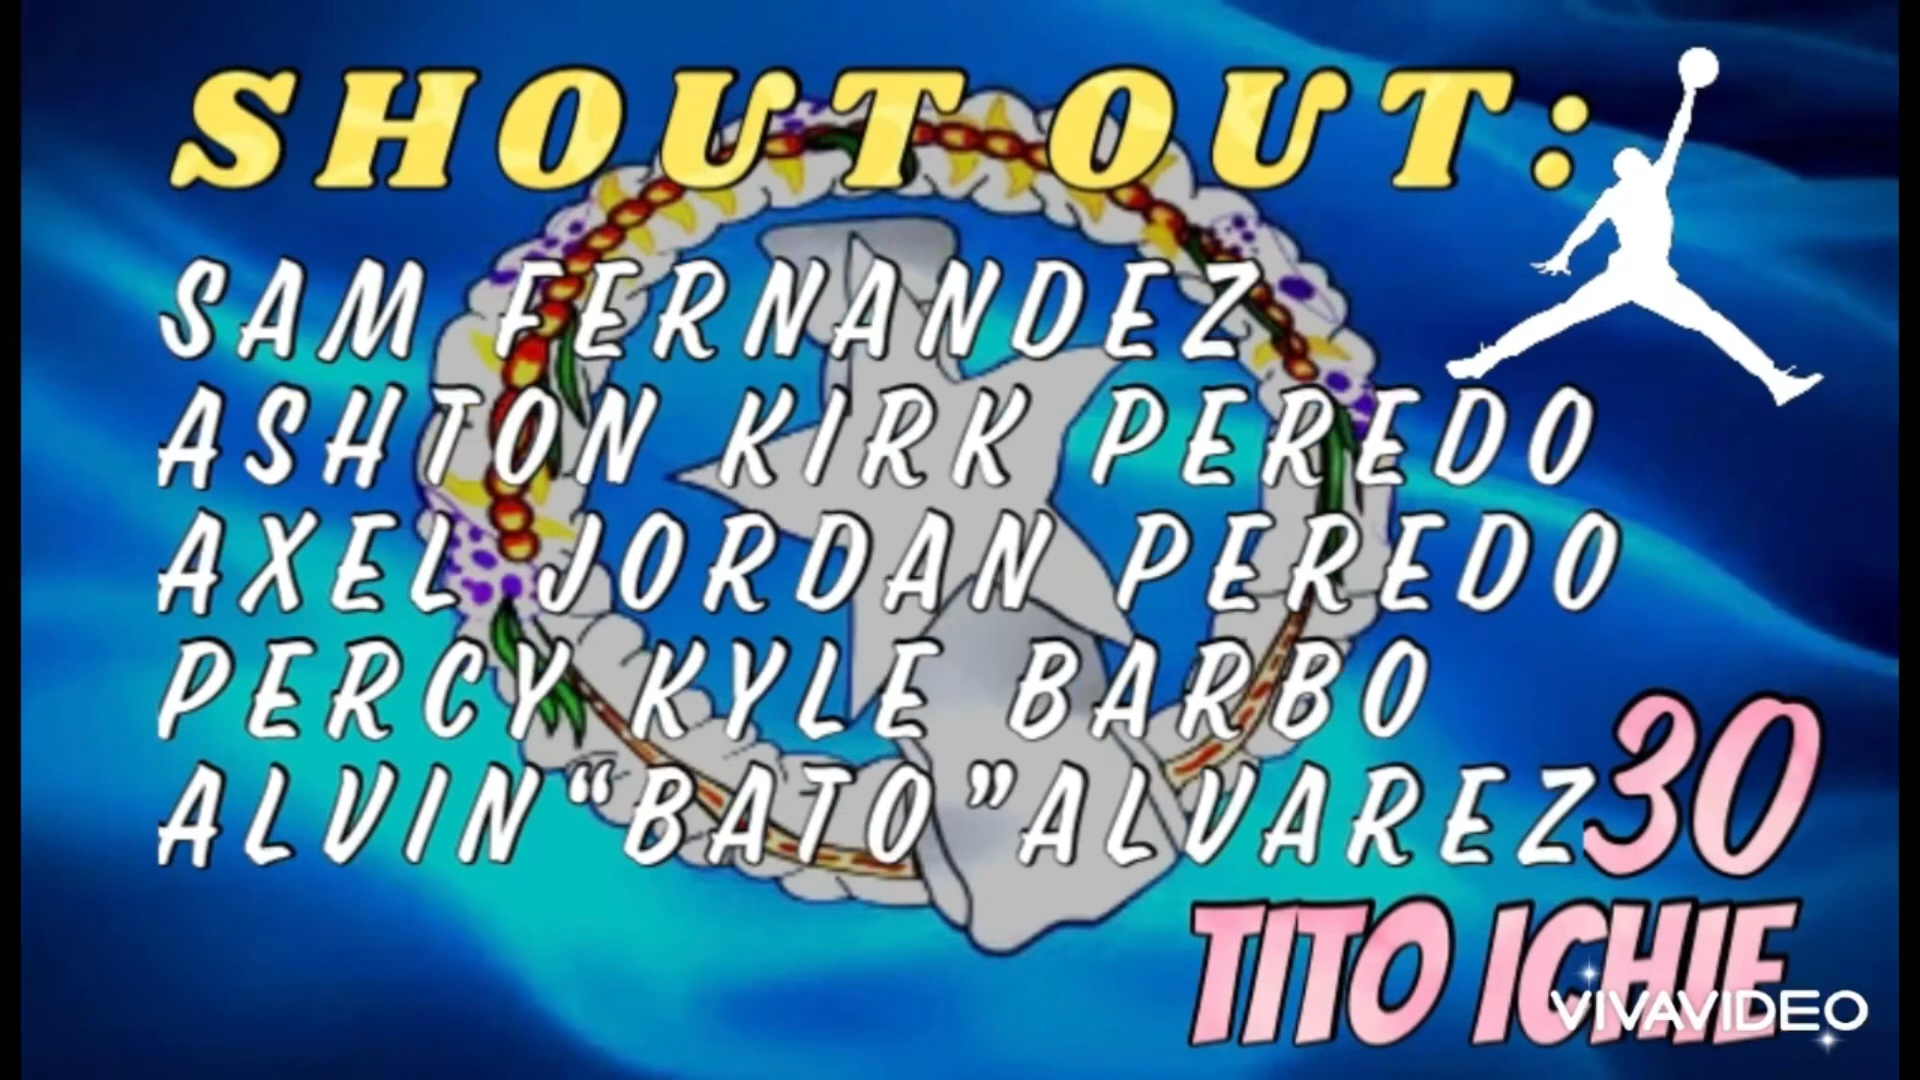 SHOUT OUT:
SAM FERNANDEZ
ASHTON KIRK PEREDO
AXEL JORDAN PEREDO
PERCY KYLE BARBO
ALVIN “BATO” ALVAREZ
30
TITO ICHIE
VIVAVIDEO